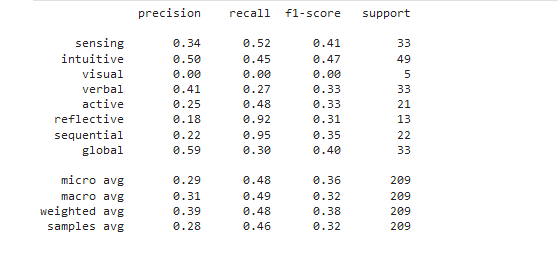 precision recall f1-score support
sensing 0.34 0.52 0.41 33
intuitive 0.50 0.45 0.47 49
visual 0.00 0.00 0.00 5
verbal 0.41 0.27 0.33 33
active 0.25 0.48 0.33 21
reflective 0.18 0.92 0.31 13
sequential 0.22 0.95 0.35 22
global 0.59 0.30 0.40 33
micro avg 0.29 0.48 0.36 209
macro avg 0.31 0.49 0.32 209
weighted avg 0.39 0.48 0.38 209
samples avg 0.28 0.46 0.32 209